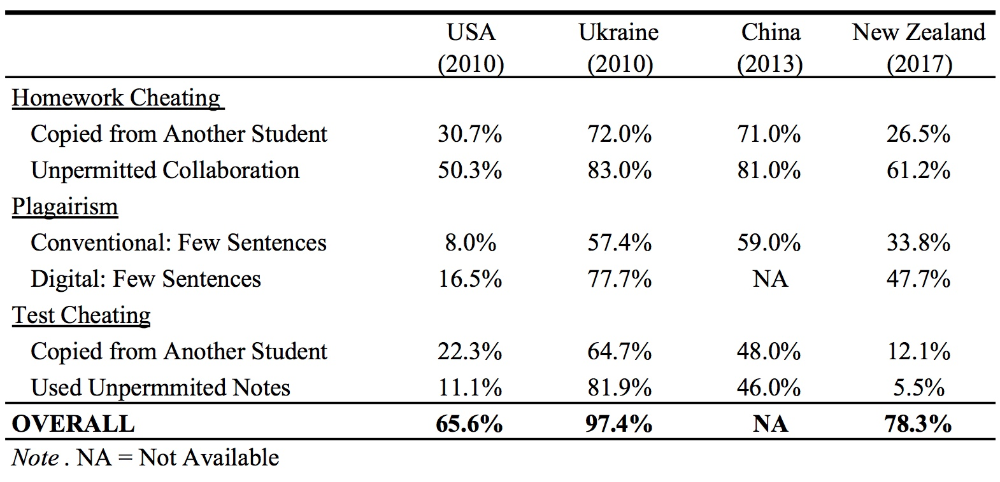 USA Ukraine China New Zealand
(2010) (2010) (2013) (2017)
Homework Cheating
Copied from Another Student 30.7% 72.0% 71.0% 26.5%
Unpermitted Collaboration 50.3% 83.0% 81.0% 61.2%
Plagairism
Conventional: Few Sentences 8.0% 57.4% 59.0% 33.8%
Digital: Few Sentences 16.5% 77.7% NA 47.7%
Test Cheating
Copied from Another Student 22.3% 64.7% 48.0% 12.1%
Used Unpermmited Notes 11.1% 81.9% 46.0% 5.5%
OVERALL 65.6% 97.4% NA 78.3%
Note . NA = Not Available